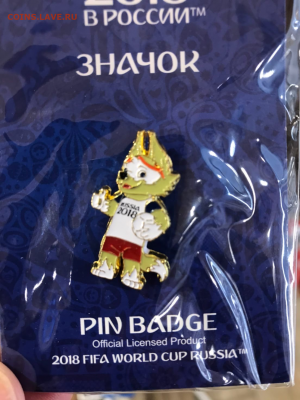 2018
В РОССИИ™
ЗНАЧОК
RUSSIA
2018
PIN BADGE
Official Licensed Product
2018 FIFA WORLD CUP RUSSIA™